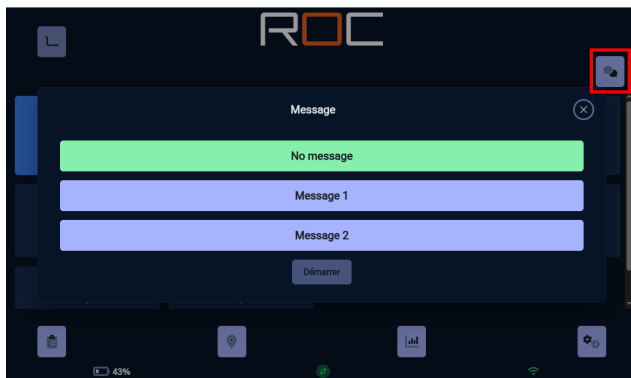 ROC
Message
No message
Message 1
Message 2
Démarrer
43%